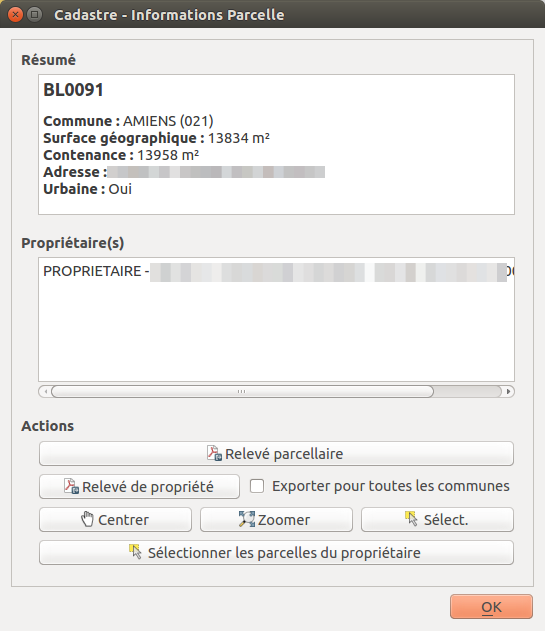 Cadastre - Informations Parcelle
Résumé
BL0091
Commune : AMIENS (021)
Surface géographique : 13834 m²
Contenance : 13958 m²
Adresse :
Urbaine : Oui
Propriétaire(s)
PROPRIETAIRE -
Actions
Relevé parcellaire
Relevé de propriété Exporter pour toutes les communes
Centrer Zoomer Sélect.
Sélectionner les parcelles du propriétaire
OK